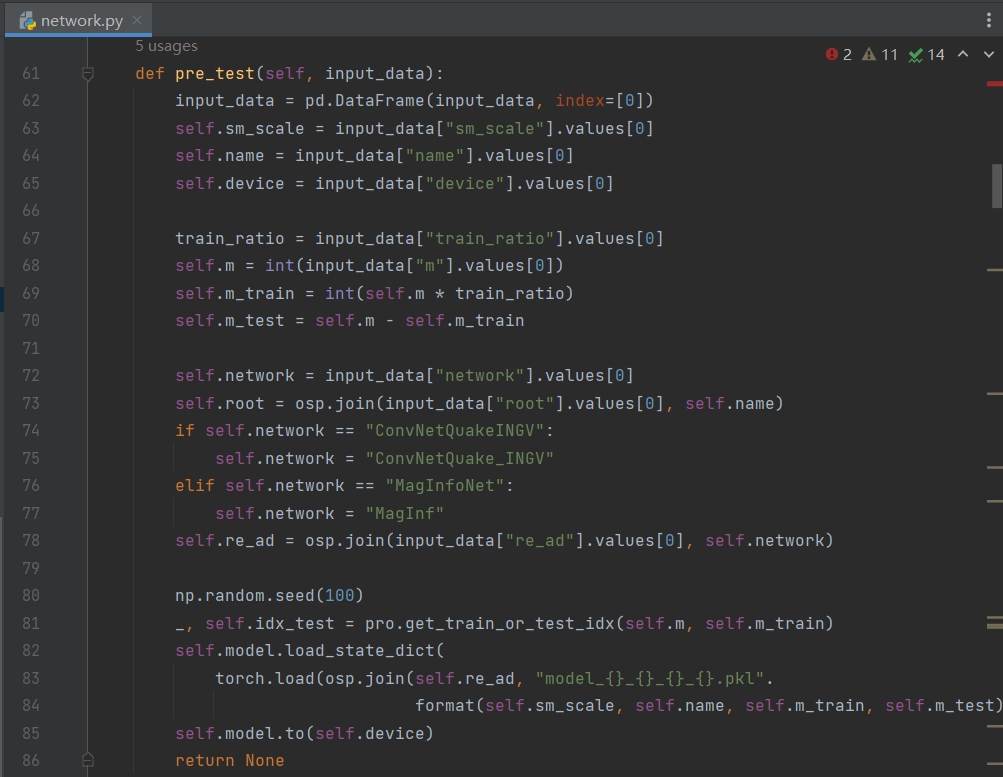 network.py
5 usages
2 11 14
61 def pre_test(self, input_data):
62 input_data = pd.DataFrame(input_data, index=[0])
63 self.sm_scale = input_data["sm_scale"].values[0]
64 self.name = input_data["name"].values[0]
65 self.device = input_data["device"].values[0]
66
67 train_ratio = input_data["train_ratio"].values[0]
68 self.m = int(input_data["m"].values[0])
69 self.m_train = int(self.m * train_ratio)
70 self.m_test = self.m - self.m_train
71
72 self.network = input_data["network"].values[0]
73 self.root = osp.join(input_data["root"].values[0], self.name)
74 if self.network == "ConvNetQuakeINGV":
75 self.network = "ConvNetQuake_INGV"
76 elif self.network == "MagInfoNet":
77 self.network = "MagInf"
78 self.re_ad = osp.join(input_data["re_ad"].values[0], self.network)
79
80 np.random.seed(100)
81 _, self.idx_test = pro.get_train_or_test_idx(self.m, self.m_train)
82 self.model.load_state_dict(
83 torch.load(osp.join(self.re_ad, "model_{}_{}_{}_{}.pkl".
84 format(self.sm_scale, self.name, self.m_train, self.m_test)
85 self.model.to(self.device)
86 return None